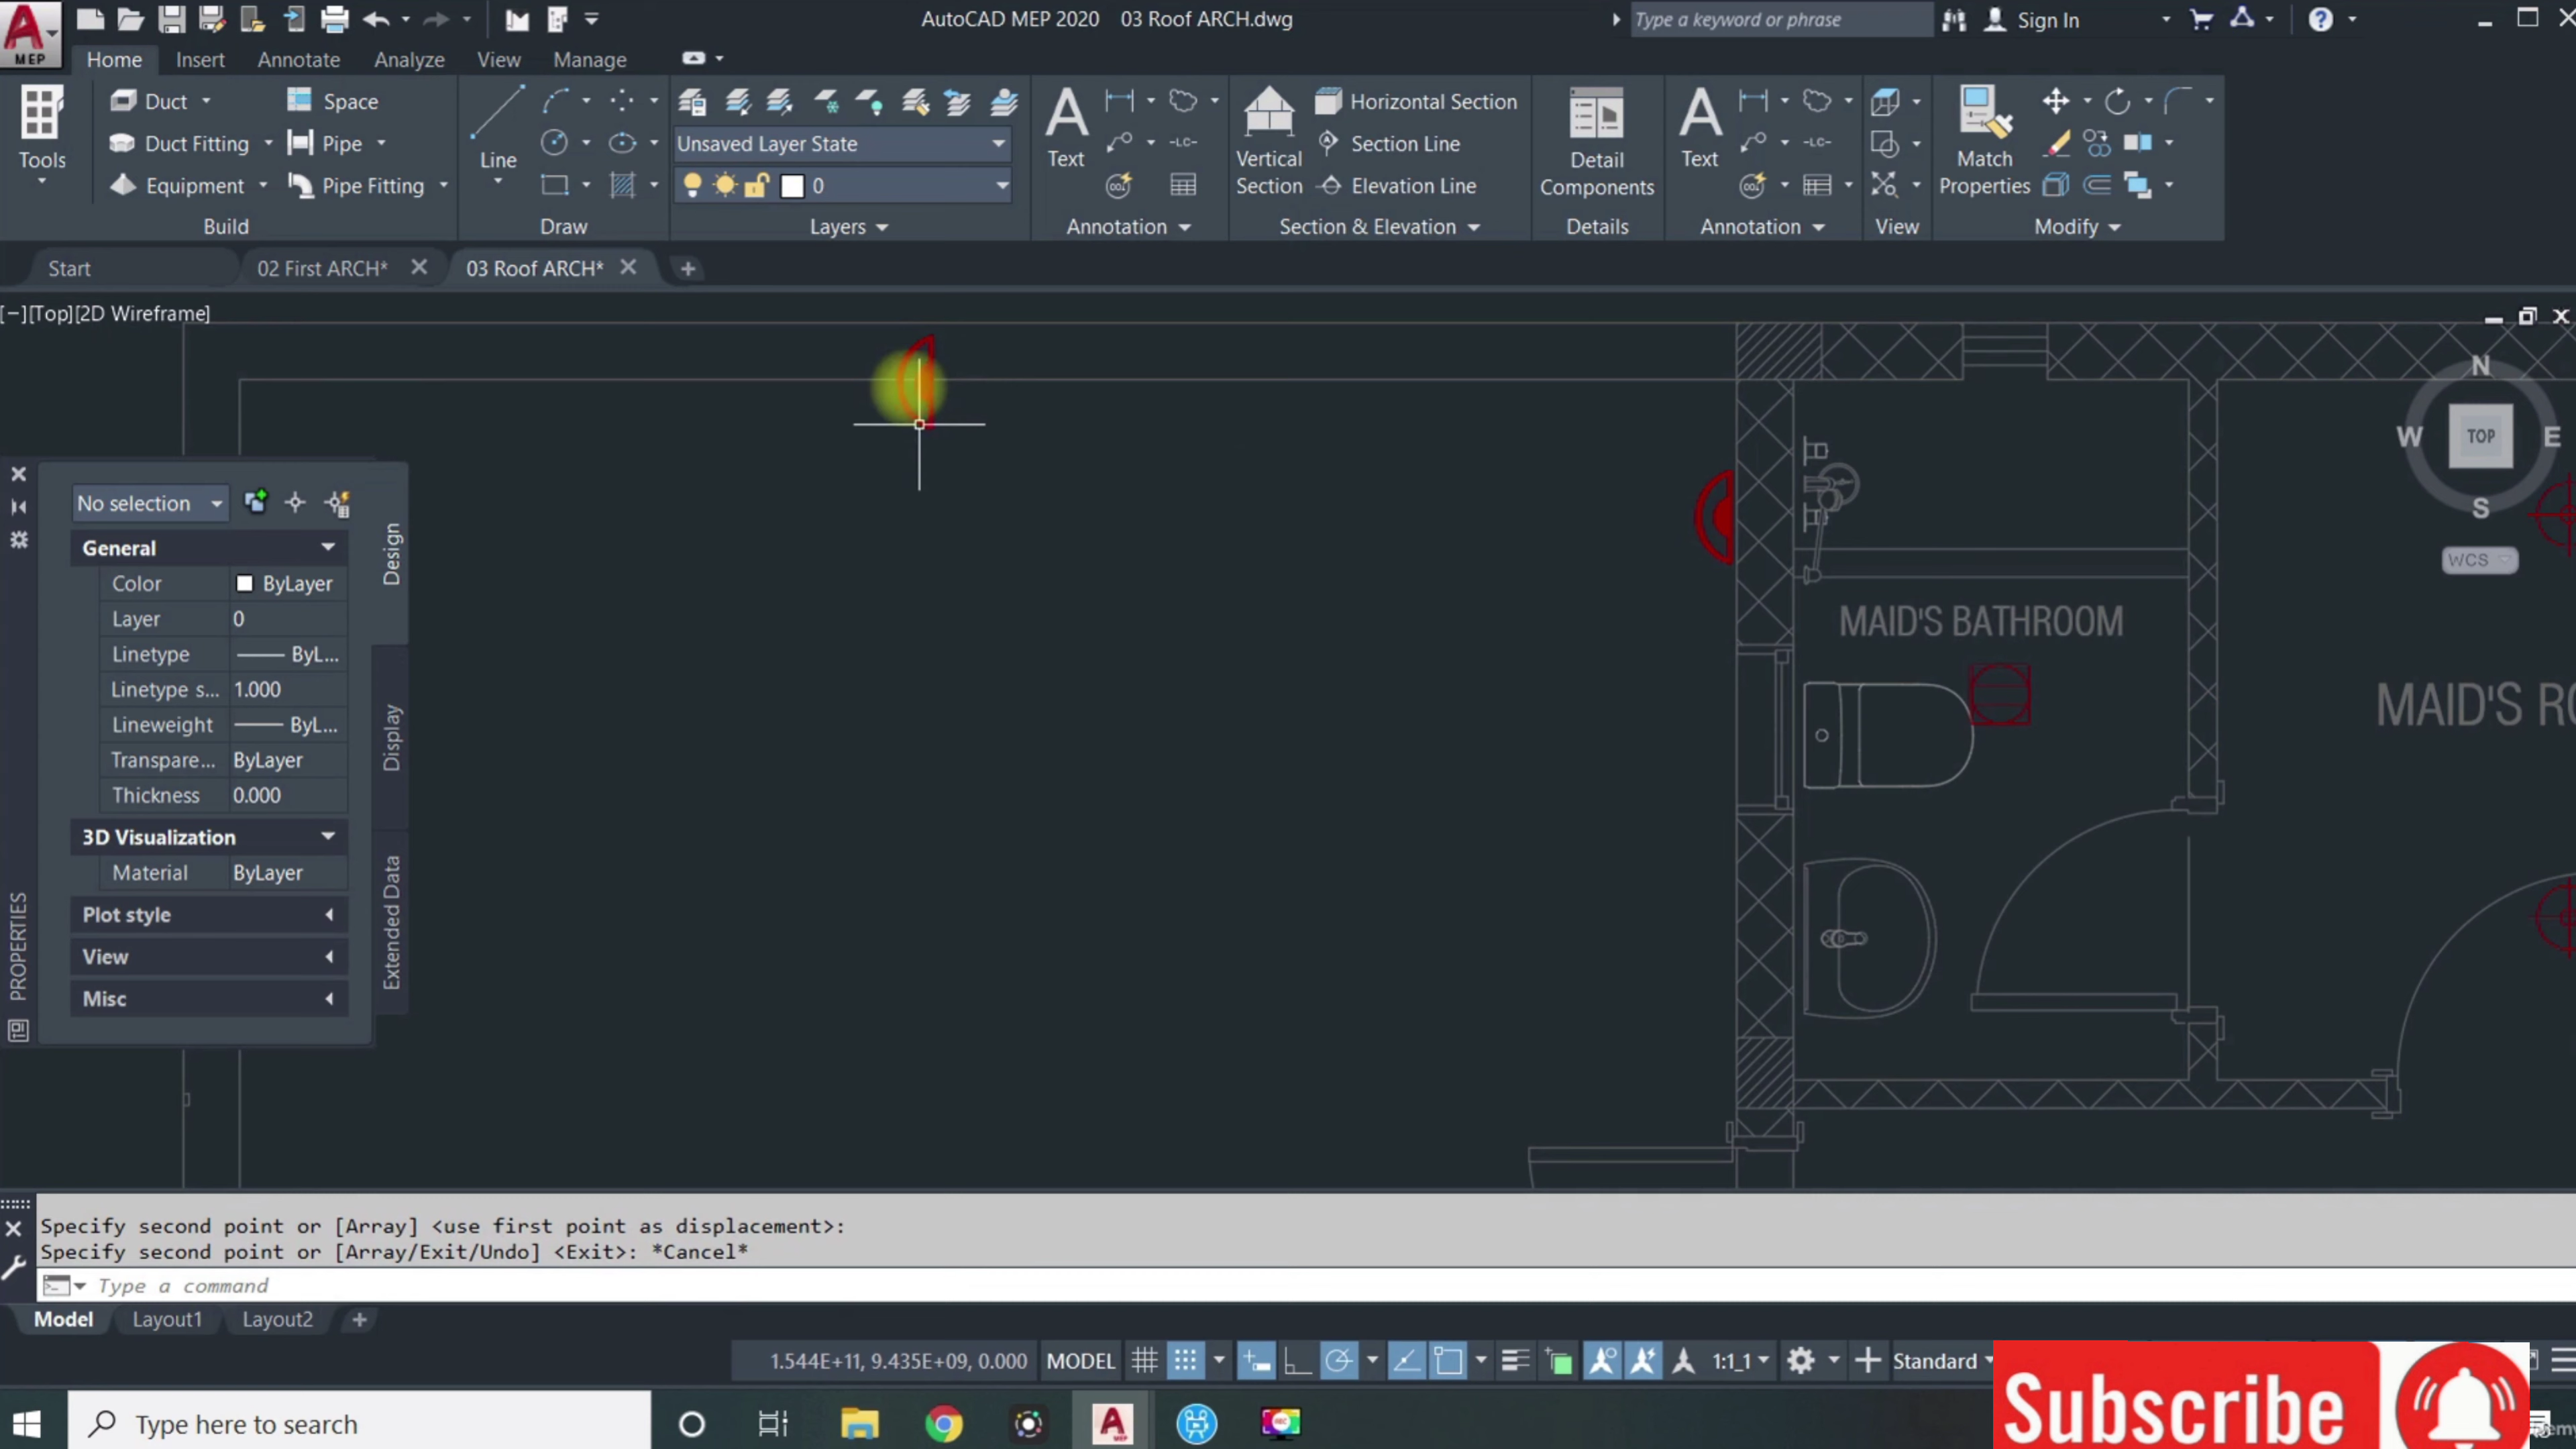 AutoCAD MEP 2020 03 Roof ARCH.dwg
Type a keyword or phrase
Sign In
MEP
Home
Insert
Annotate
Analyze
View
Manage
Tools
Duct
Space
Duct Fitting
Pipe
Equipment
Pipe Fitting
Build
Line
Draw
Unsaved Layer State
0
Layers
Text
-LC-
Annotation
Vertical Section
Horizontal Section
Section Line
Elevation Line
Section & Elevation
Detail Components
Details
Text
-LC-
Annotation
View
Match Properties
Modify
Start
02 First ARCH*
03 Roof ARCH*
[−][Top][2D Wireframe]
N
W
TOP
E
S
WCS
No selection
General
Color ByLayer
Layer 0
Linetype ByL...
Linetype s... 1.000
Lineweight ByL...
Transpare... ByLayer
Thickness 0.000
3D Visualization
Material ByLayer
Plot style
View
Misc
Design
Display
Extended Data
PROPERTIES
MAID'S BATHROOM
MAID'S RO
Specify second point or [Array] <use first point as displacement>:
Specify second point or [Array/Exit/Undo] <Exit>: *Cancel*
Type a command
Model
Layout1
Layout2
1.544E+11, 9.435E+09, 0.000
MODEL
1:1_1
Standard
Type here to search
Subscribe